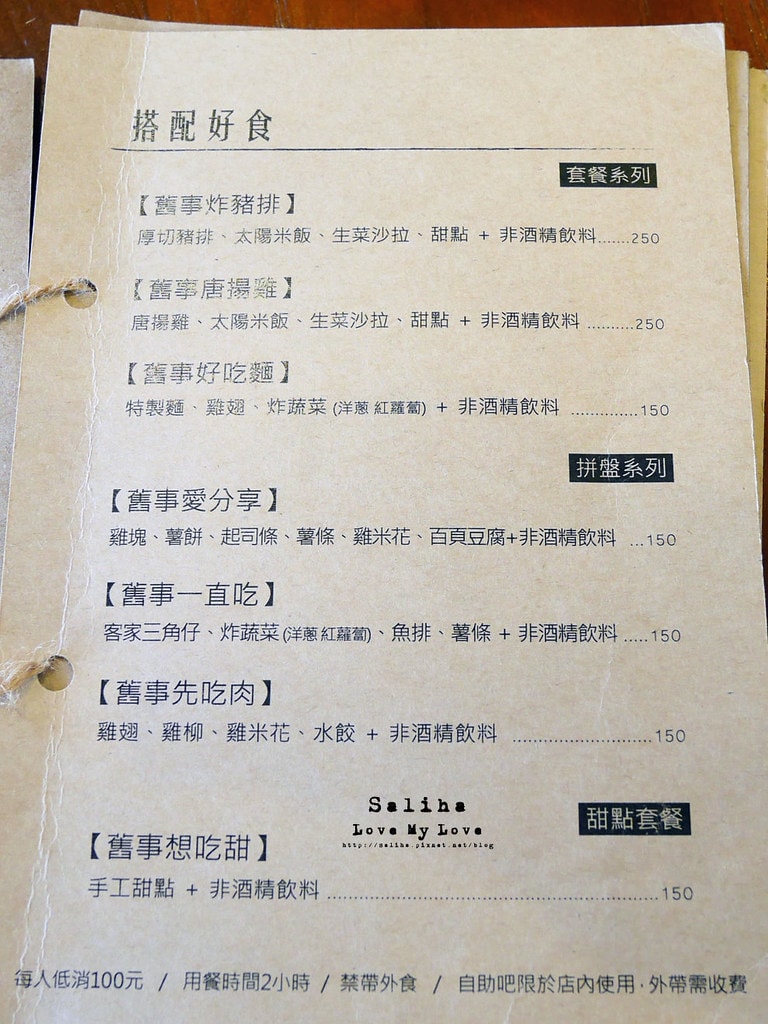 搭配好食
套餐系列
【舊事炸豬排】
厚切豬排、太陽米飯、生菜沙拉、甜點 + 非酒精飲料.......250
【舊事唐揚雞】
唐揚雞、太陽米飯、生菜沙拉、甜點 + 非酒精飲料..........250
【舊事好吃麵】
特製麵、雞翅、炸蔬菜 (洋蔥 紅蘿蔔) + 非酒精飲料 ..............150
拼盤系列
【舊事愛分享】
雞塊、薯餅、起司條、薯條、雞米花、百頁豆腐+非酒精飲料 ...150
【舊事一直吃】
客家三角仔、炸蔬菜(洋蔥 紅蘿蔔)、魚排、薯條 + 非酒精飲料.....150
【舊事先吃肉】
雞翅、雞柳、雞米花、水餃 + 非酒精飲料 .............................150
Saliha
Love My Love
http://saliha.pixnet.net/blog
甜點套餐
【舊事想吃甜】
手工甜點 + 非酒精飲料....................................................................150
每人低消100元 / 用餐時間2小時 / 禁帶外食 / 自助吧限於店內使用·外帶需收費